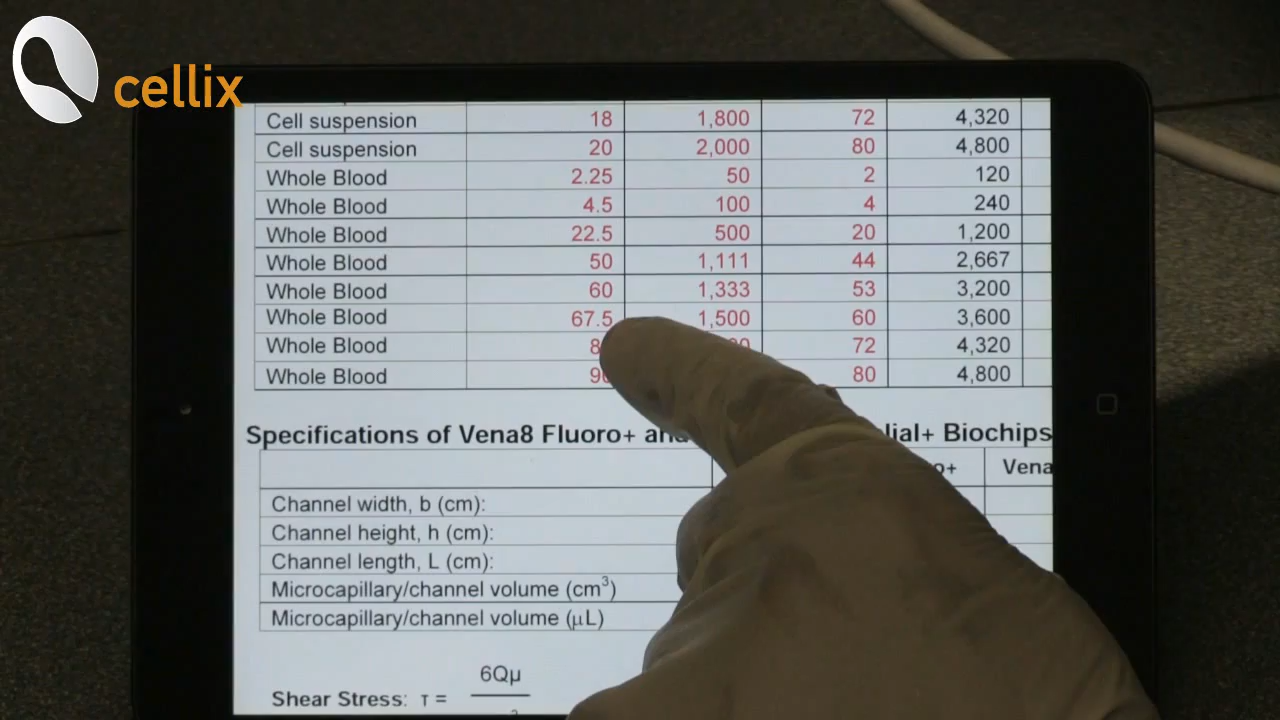 cellix
Cell suspension 18 1,800 72 4,320
Cell suspension 20 2,000 80 4,800
Whole Blood 2.25 50 2 120
Whole Blood 4.5 100 4 240
Whole Blood 22.5 500 20 1,200
Whole Blood 50 1,111 44 2,667
Whole Blood 60 1,333 53 3,200
Whole Blood 67.5 1,500 60 3,600
Whole Blood 72 4,320
Whole Blood 80 4,800
Specifications of Vena8 Fluoro+ and Biochips
Vena
Channel width, b (cm):
Channel height, h (cm):
Channel length, L (cm):
Microcapillary/channel volume (cm³)
Microcapillary/channel volume (μL)
6Qμ
Shear Stress: τ =